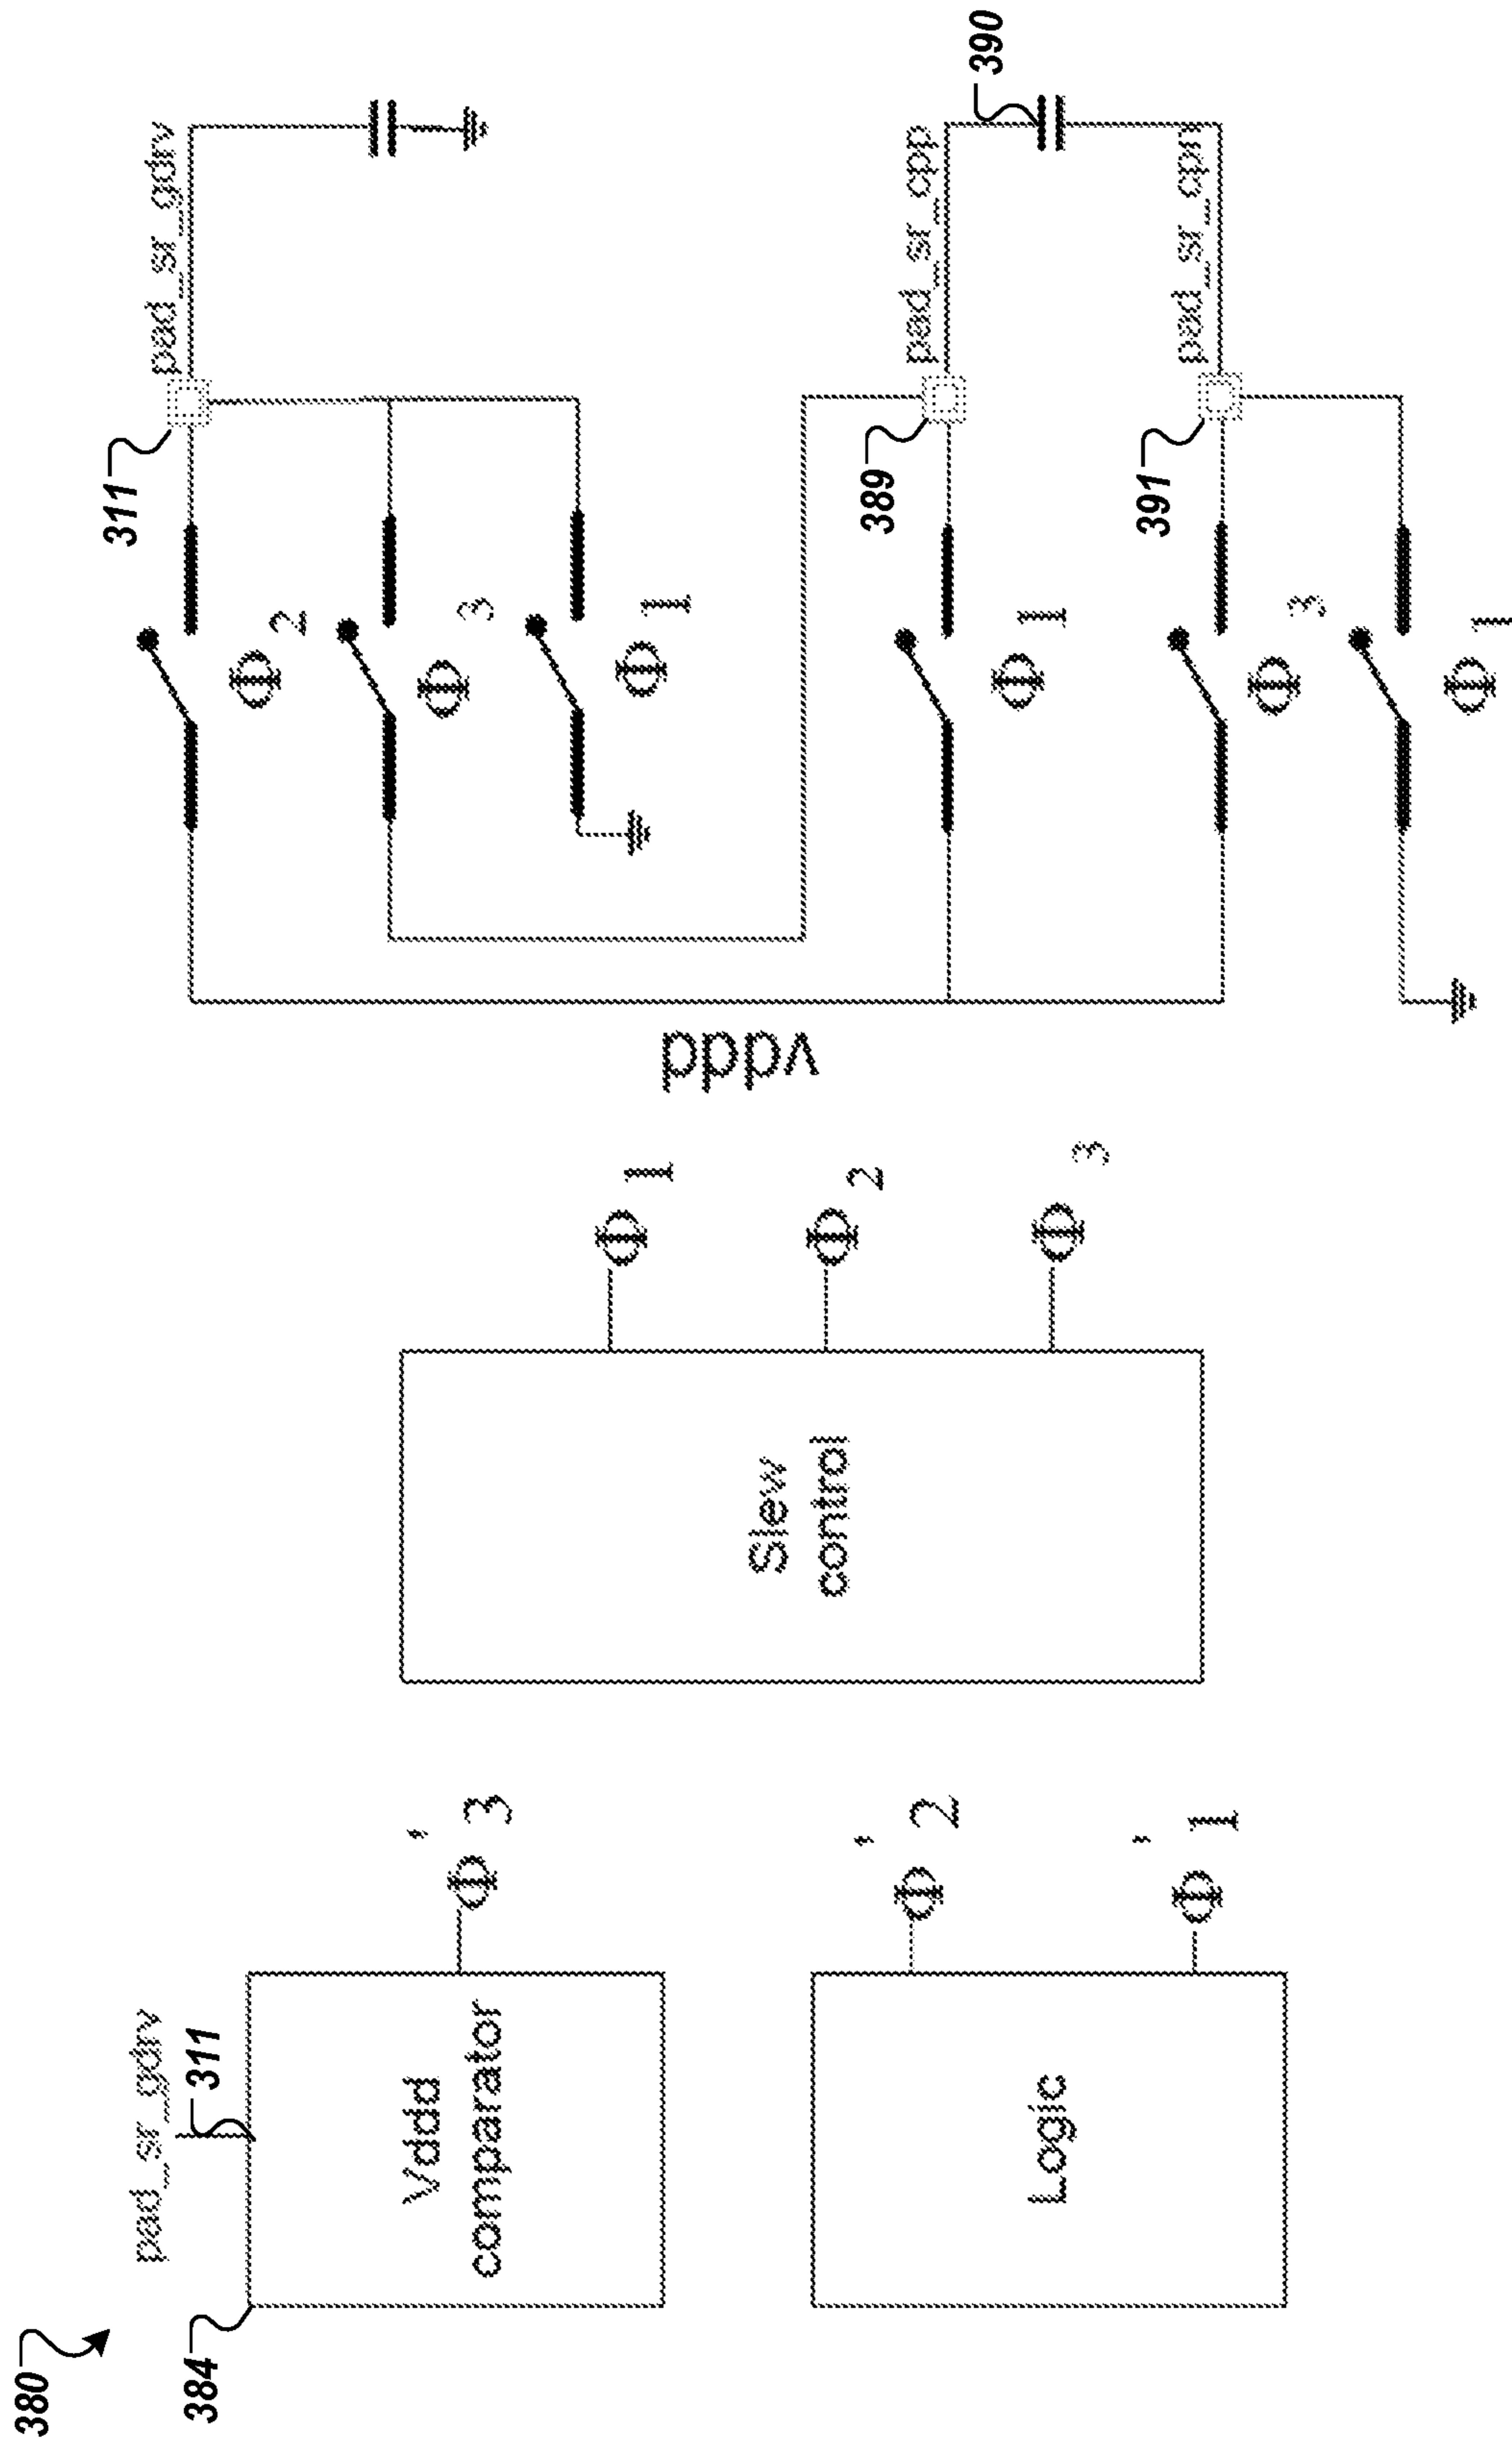 380
384
pad_sr_gdrv
311
Vddd
comparator
Φ'3
Logic
Φ'2
Φ'1
Slew
control
Φ1
Φ2
Φ3
vddd
Φ2
Φ3
Φ1
311
pad_sr_gdrv
Φ1
389
pad_sr_cpp
390
Φ3
391
pad_sr_cpn
Φ1